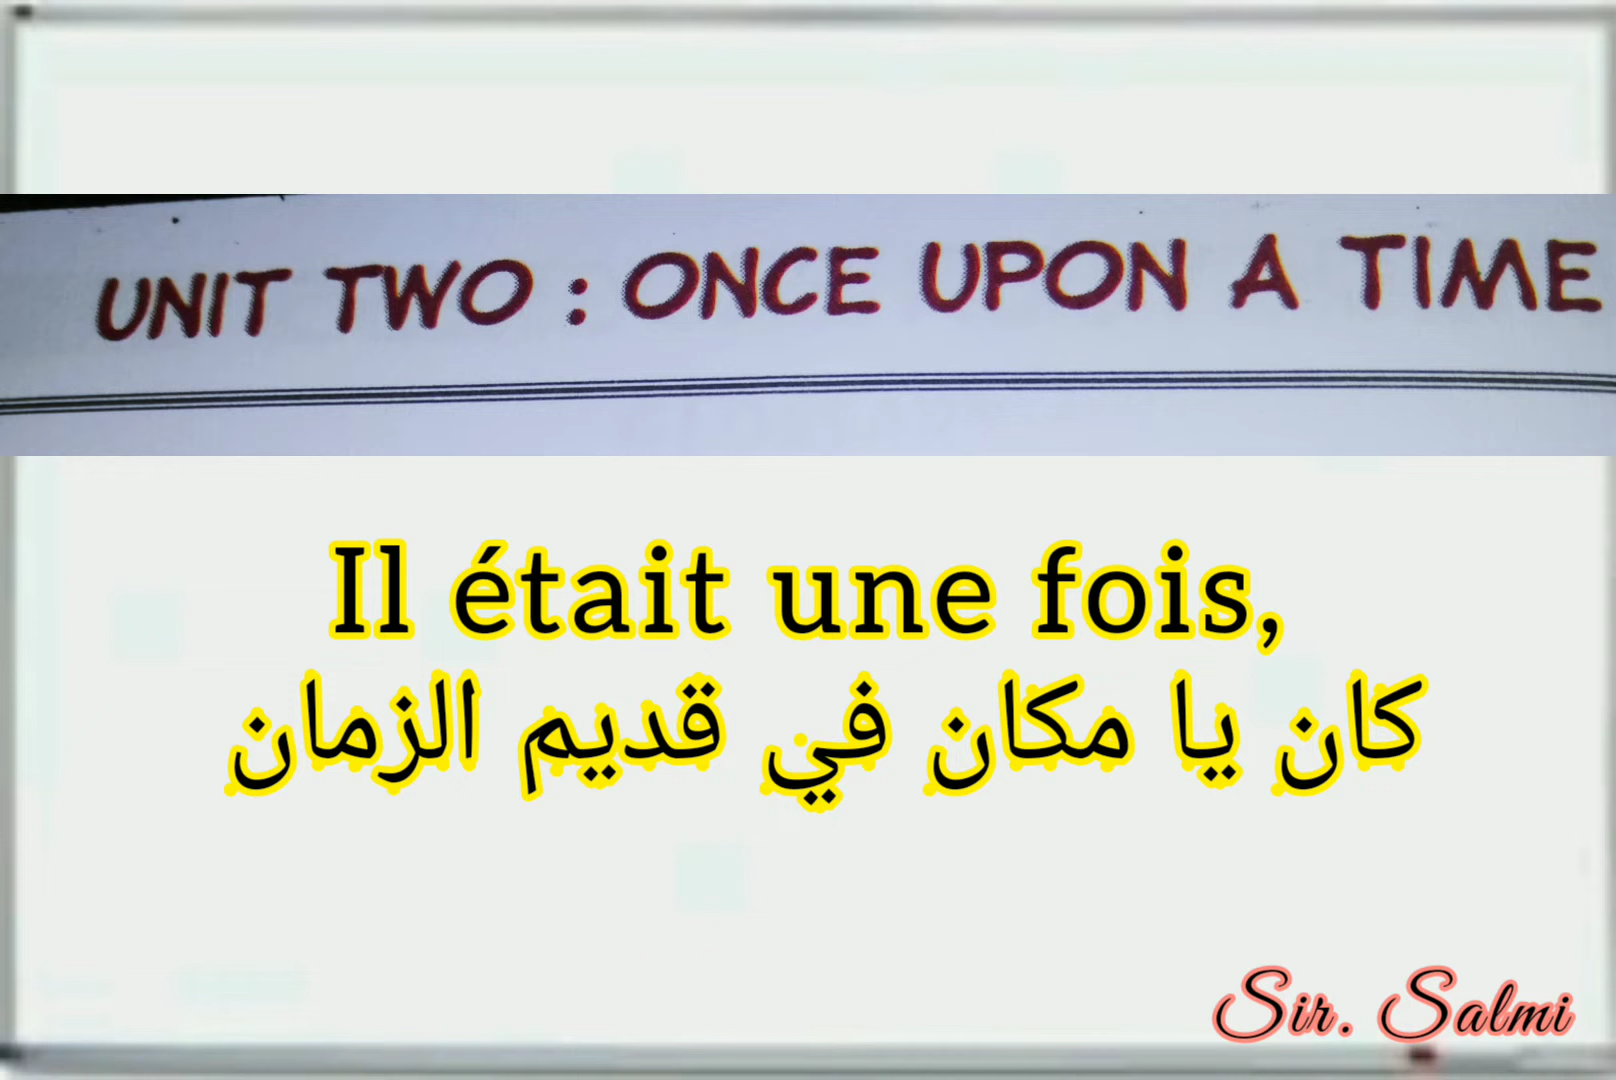 UNIT TWO : ONCE UPON A TIME
Il était une fois,
كان يا مكان في قديم الزمان
Sir. Salmi